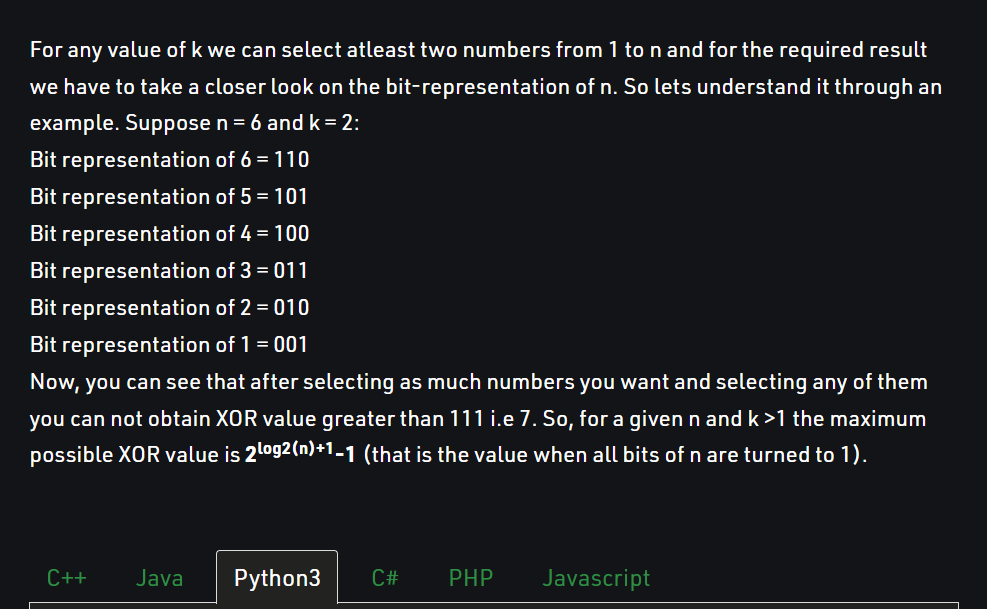 For any value of k we can select atleast two numbers from 1 to n and for the required result
we have to take a closer look on the bit-representation of n. So lets understand it through an
example. Suppose n = 6 and k = 2:
Bit representation of 6 = 110
Bit representation of 5 = 101
Bit representation of 4 = 100
Bit representation of 3 = 011
Bit representation of 2 = 010
Bit representation of 1 = 001
Now, you can see that after selecting as much numbers you want and selecting any of them
you can not obtain XOR value greater than 111 i.e 7. So, for a given n and k >1 the maximum
possible XOR value is 2^log2(n)+1-1 (that is the value when all bits of n are turned to 1).
C++ Java Python3 C# PHP Javascript